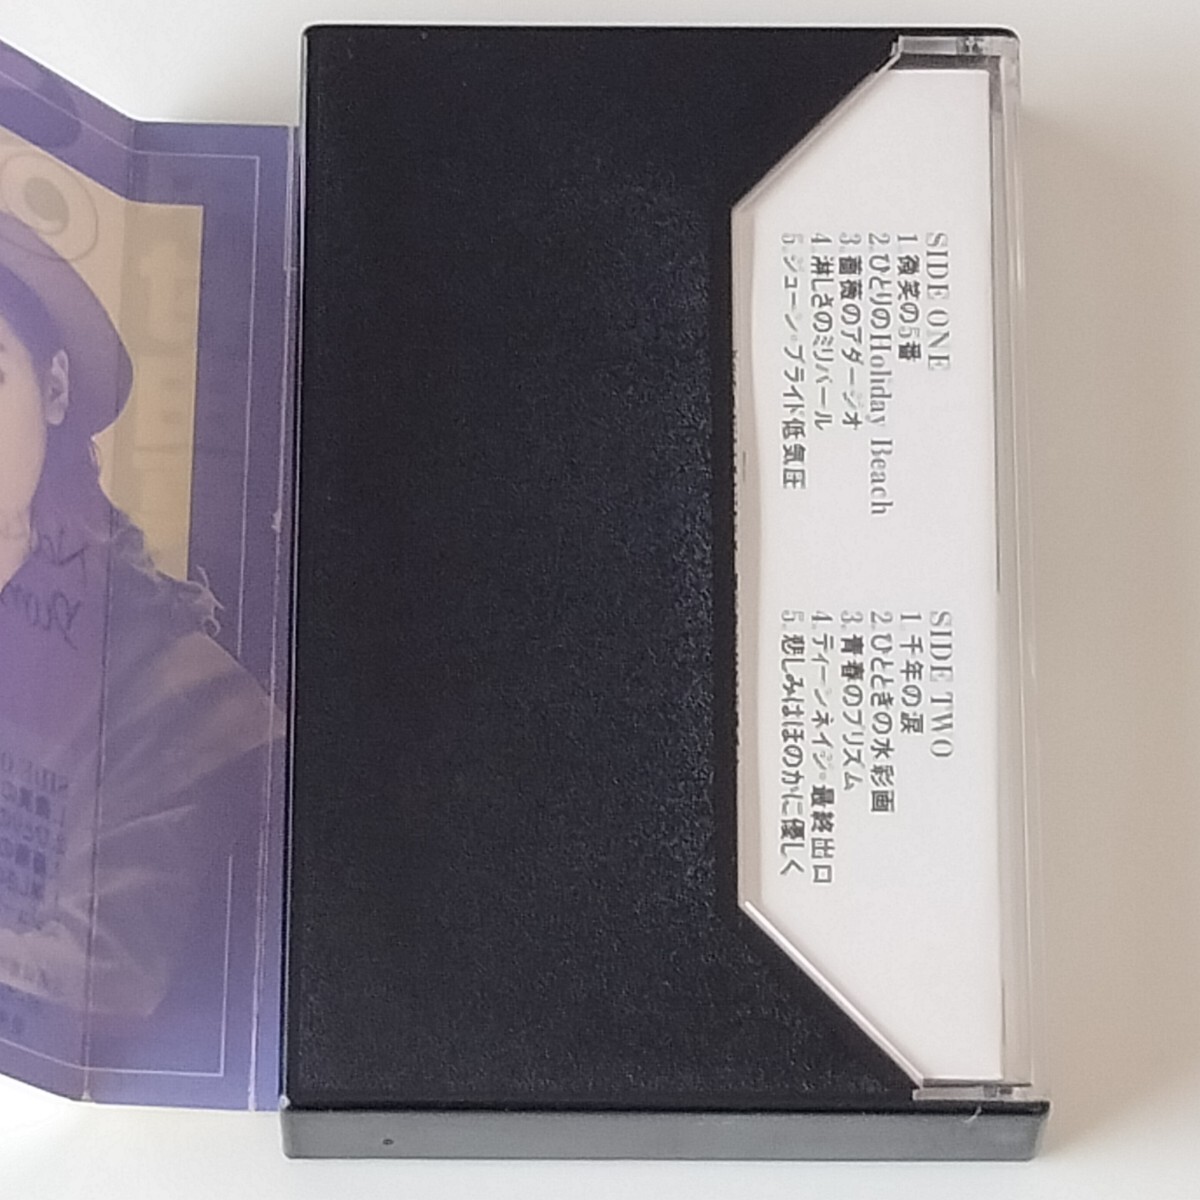 SIDE ONE
1. 微笑の5番
2. ひとりのHoliday Beach
3. 薔薇のアダージオ
4. 淋しさのミリバール
5. ジューン・ブライド低気圧
SIDE TWO
1. 千年の涙
2. ひとときの水彩画
3. 青春のプリズム
4. ティーンネイジ・最終出口
5. 悲しみはほのかに優しく